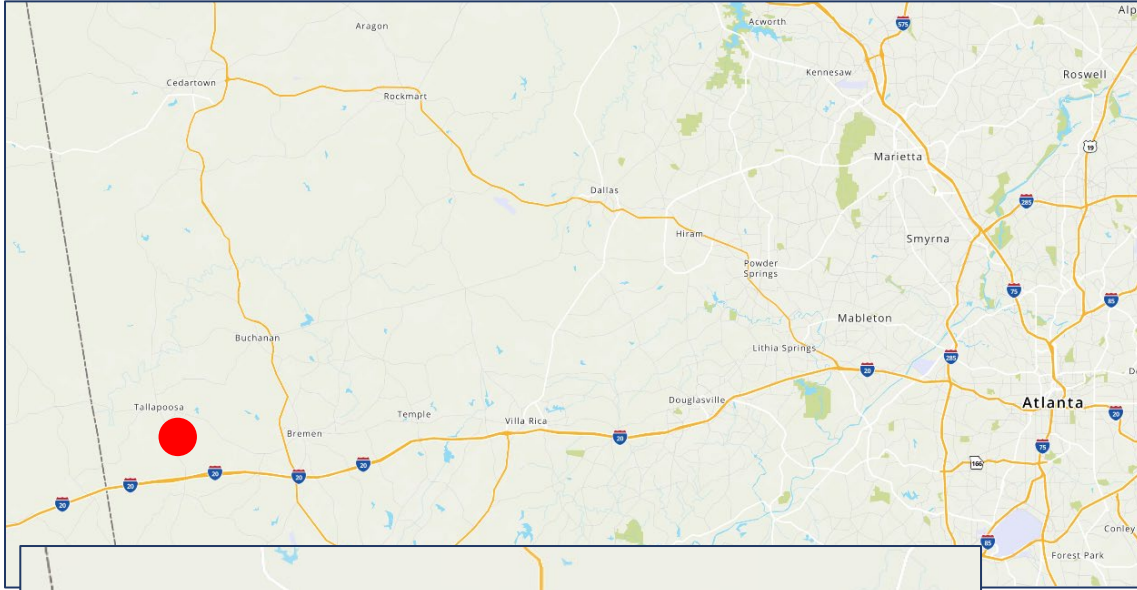 Alp
Acworth
575
Aragon
Kennesaw
Roswell
Cedartown
Rockmart
19
Marietta
Dallas
285
Hiram
Smyrna
Powder
Springs
75
85
Mableton
Buchanan
Lithia Springs
285
20
Douglasville
Atlanta
Tallapoosa
Temple
Villa Rica
20
Bremen
20
75
20
166
20
20
20
20
Conley
85
Forest Park